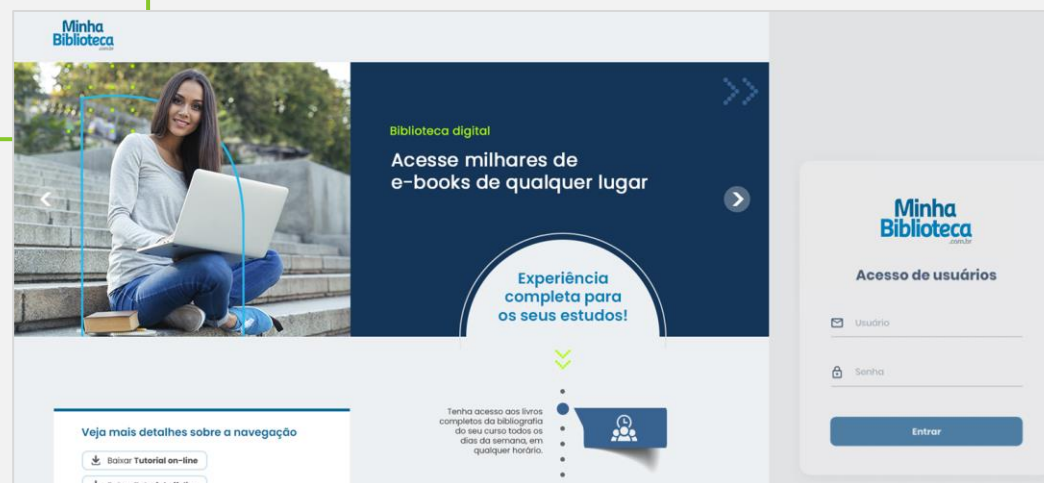 Minha
Biblioteca
.com.br
Biblioteca digital
Acesse milhares de
e-books de qualquer lugar
Experiência
completa para
os seus estudos!
Tenha acesso aos livros
completos da bibliografia
do seu curso todos os
dias da semana, em
qualquer horário.
Veja mais detalhes sobre a navegação
Baixar Tutorial on-line
Minha
Biblioteca
.com.br
Acesso de usuários
Usuário
Senha
Entrar